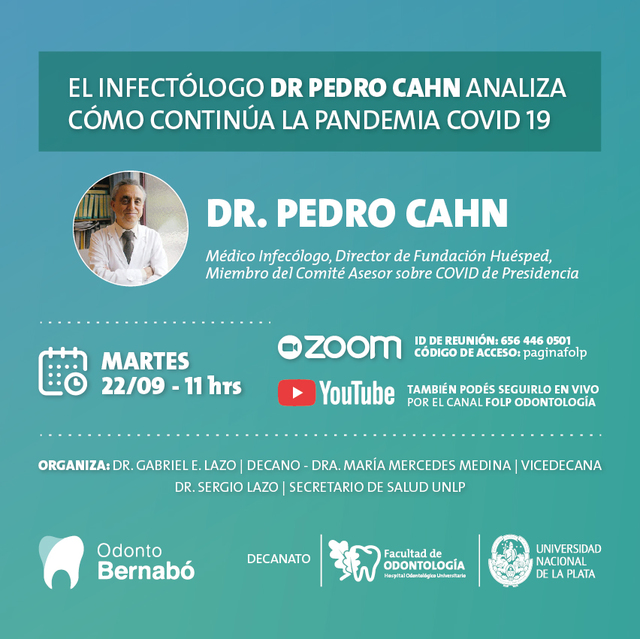 EL INFECTÓLOGO DR PEDRO CAHN ANALIZA
CÓMO CONTINÚA LA PANDEMIA COVID 19
DR. PEDRO CAHN
Médico Infecólogo, Director de Fundación Huésped,
Miembro del Comité Asesor sobre COVID de Presidencia
MARTES
22/09 - 11 hrs
zoom
ID DE REUNIÓN: 656 446 0501
CÓDIGO DE ACCESO: paginafolp
YouTube
TAMBIÉN PODÉS SEGUIRLO EN VIVO
POR EL CANAL FOLP ODONTOLOGÍA
ORGANIZA: DR. GABRIEL E. LAZO | DECANO - DRA. MARÍA MERCEDES MEDINA | VICEDECANA
DR. SERGIO LAZO | SECRETARIO DE SALUD UNLP
Odonto
Bernabó
DECANATO
Facultad de
ODONTOLOGÍA
Hospital Odontológico Universitario
UNIVERSIDAD
NACIONAL
DE LA PLATA